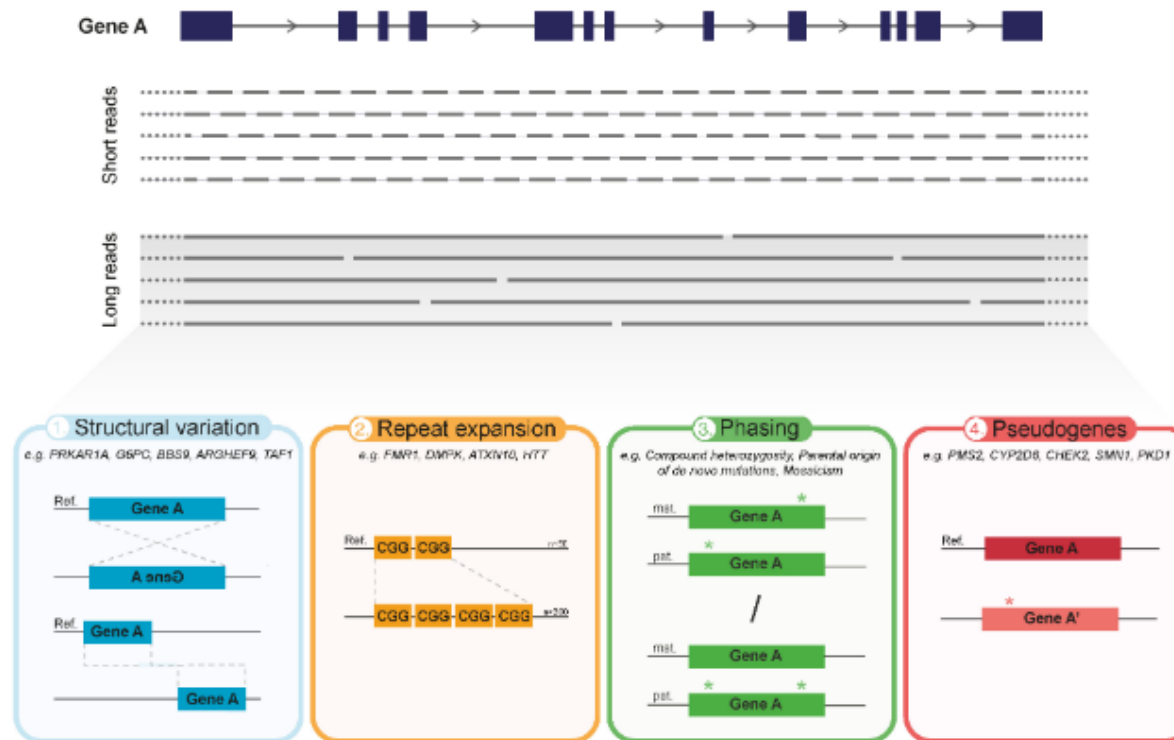 Gene A
Short reads
Long reads
1. Structural variation
e.g. PRKAR1A, G6PC, BBS9, ARGHEF9, TAF1
Ref.
Gene A
Gene A
Ref.
Gene A
Gene A
2. Repeat expansion
e.g. FMR1, DMPK, ATXN10, HTT
Ref.
CGG CGG
CGG CGG CGG CGG
3. Phasing
e.g. Compound heterozygosity, Parental origin
of de novo mutations, Mosaicism
mat.
*
Gene A
pat.
*
Gene A
/
mat.
Gene A
pat.
* *
Gene A
4. Pseudogenes
e.g. PMS2, CYP2D6, CHEK2, SMN1, PKD1
Ref.
Gene A
*
Gene A'